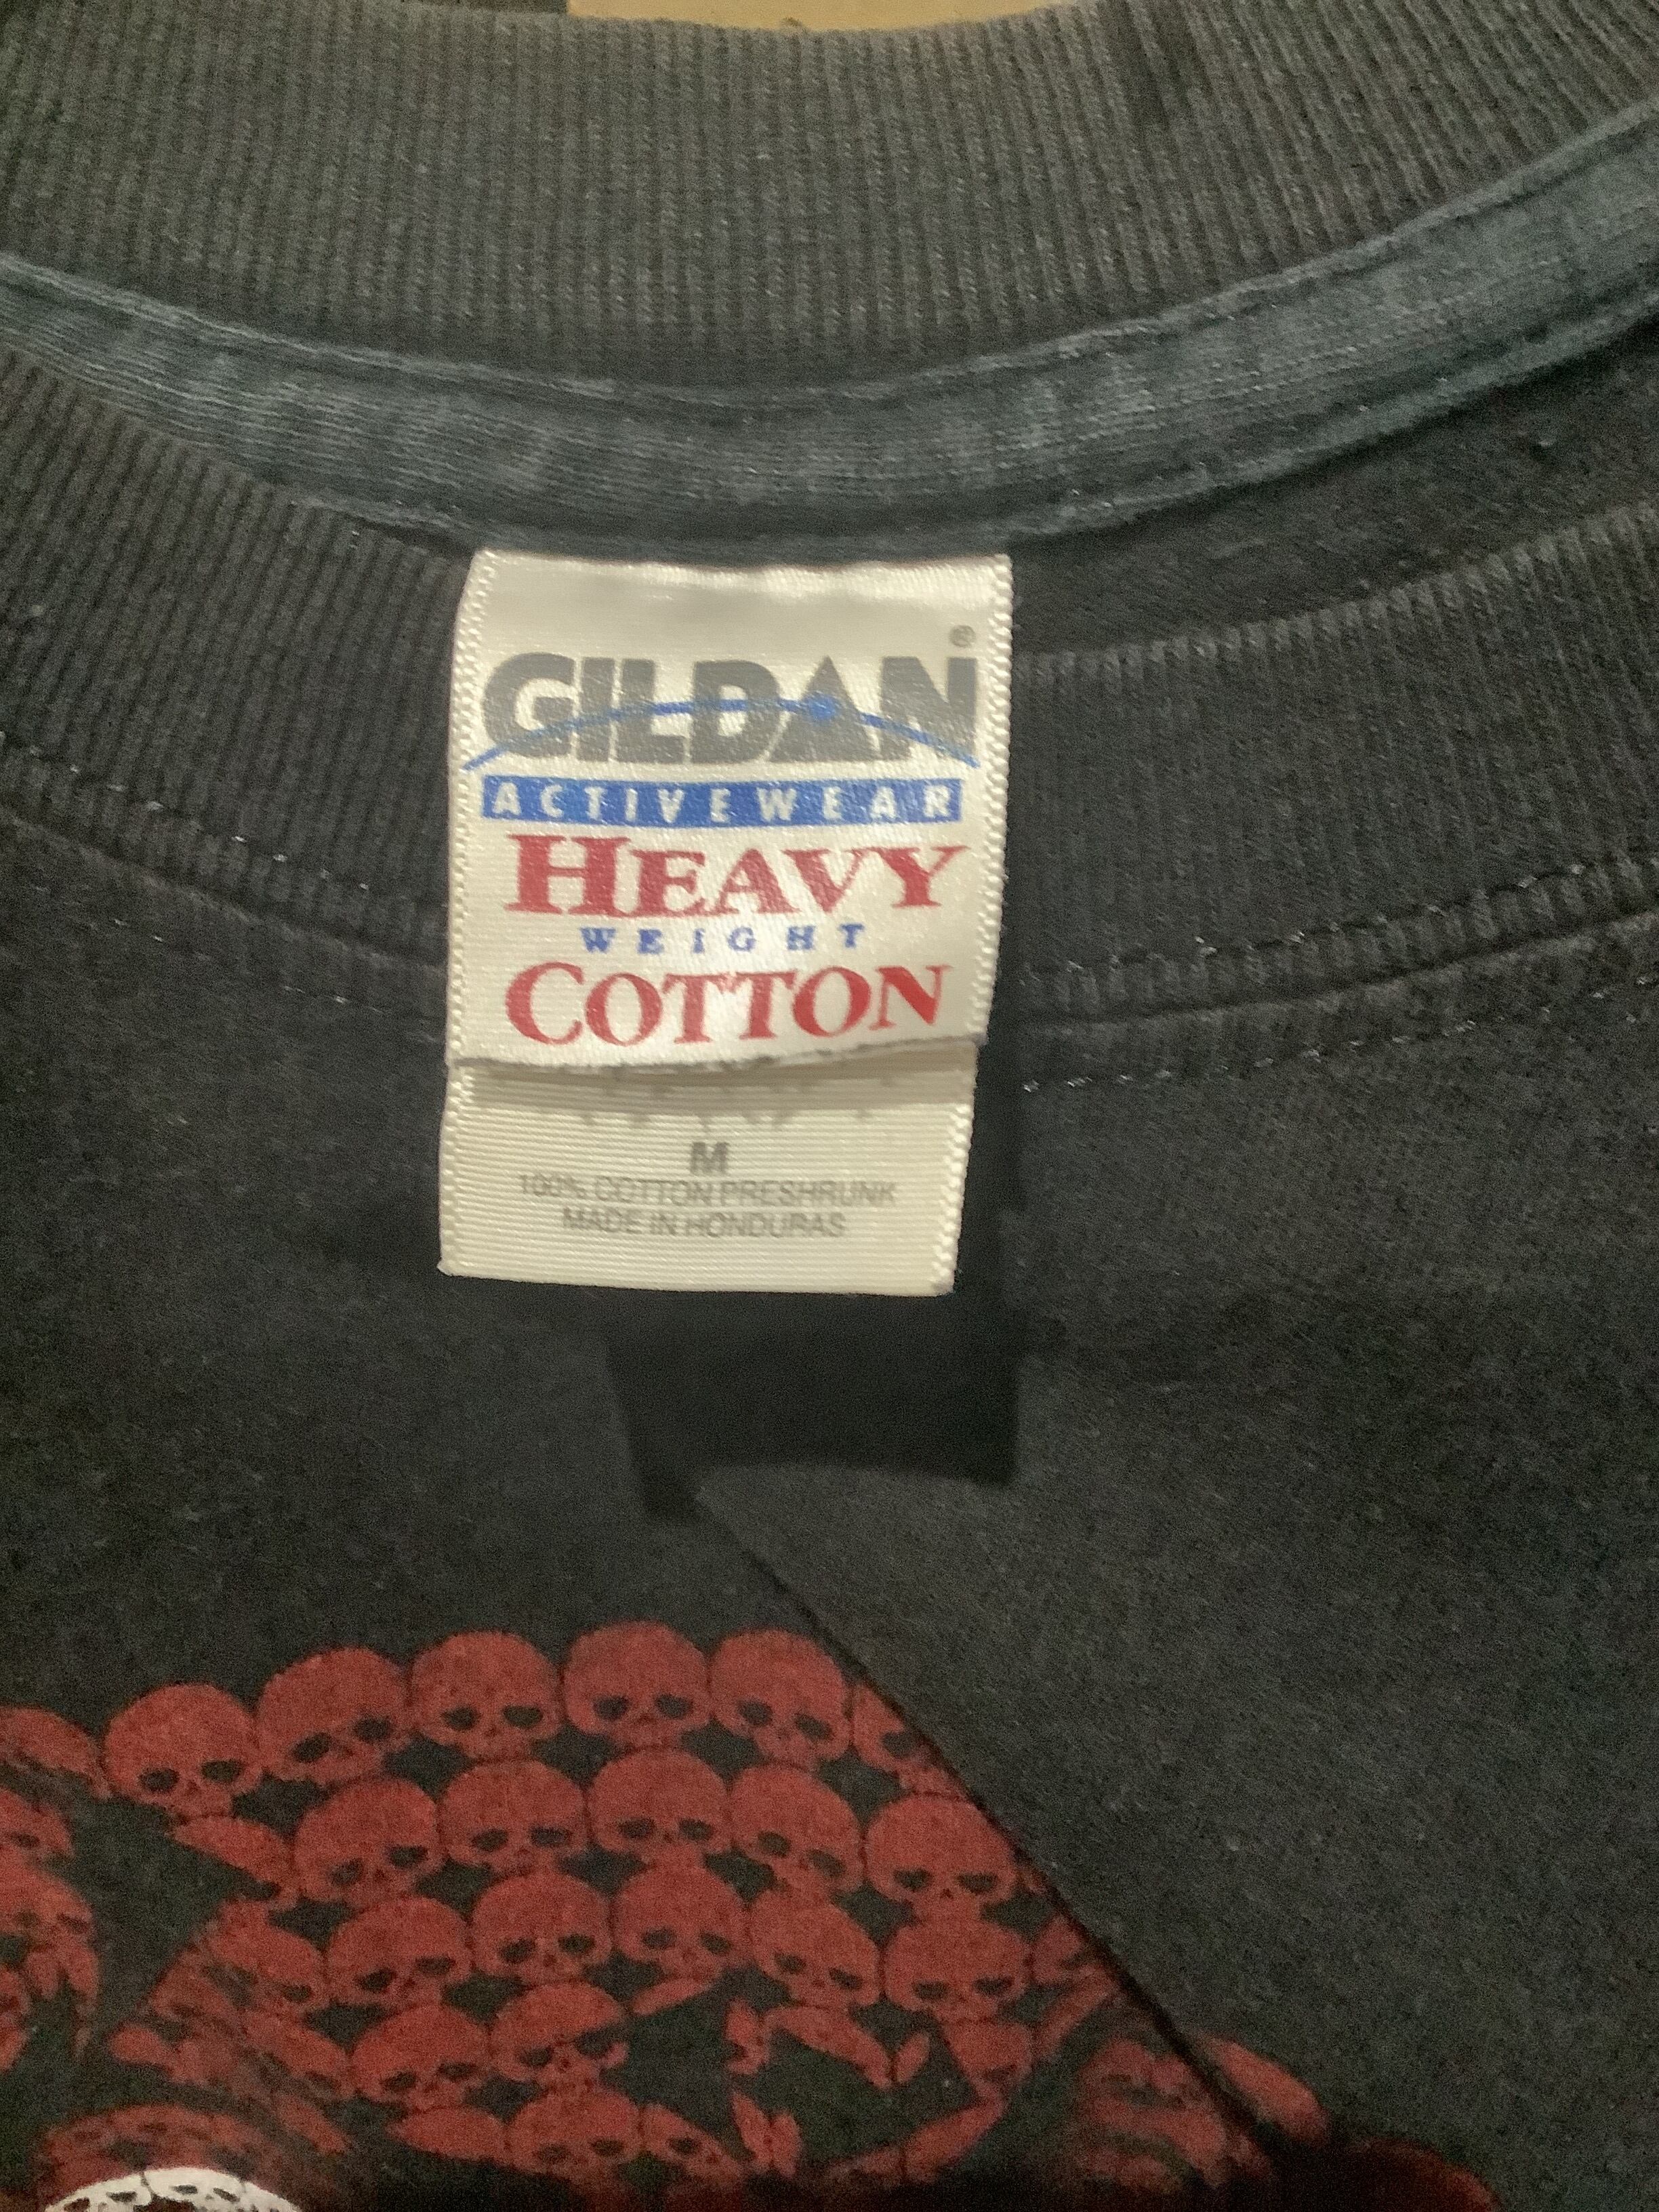 GILDAN®
ACTIVEWEAR
HEAVY
WEIGHT
COTTON
M
100% COTTON PRESHRUNK
MADE IN HONDURAS